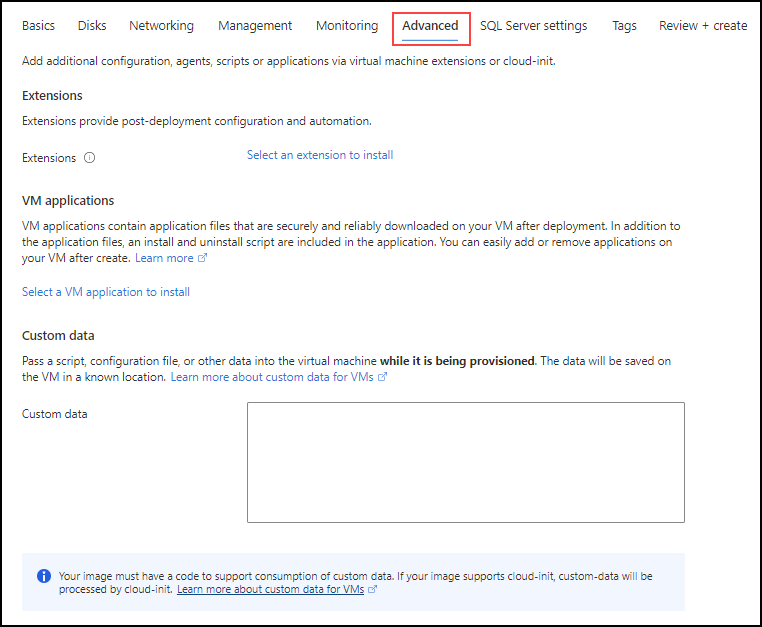 Basics Disks Networking Management Monitoring Advanced SQL Server settings Tags Review + create
Add additional configuration, agents, scripts or applications via virtual machine extensions or cloud-init.
Extensions
Extensions provide post-deployment configuration and automation.
Extensions Select an extension to install
VM applications
VM applications contain application files that are securely and reliably downloaded on your VM after deployment. In addition to
the application files, an install and uninstall script are included in the application. You can easily add or remove applications on
your VM after create. Learn more
Select a VM application to install
Custom data
Pass a script, configuration file, or other data into the virtual machine while it is being provisioned. The data will be saved on
the VM in a known location. Learn more about custom data for VMs
Custom data
Your image must have a code to support consumption of custom data. If your image supports cloud-init, custom-data will be
processed by cloud-init. Learn more about custom data for VMs